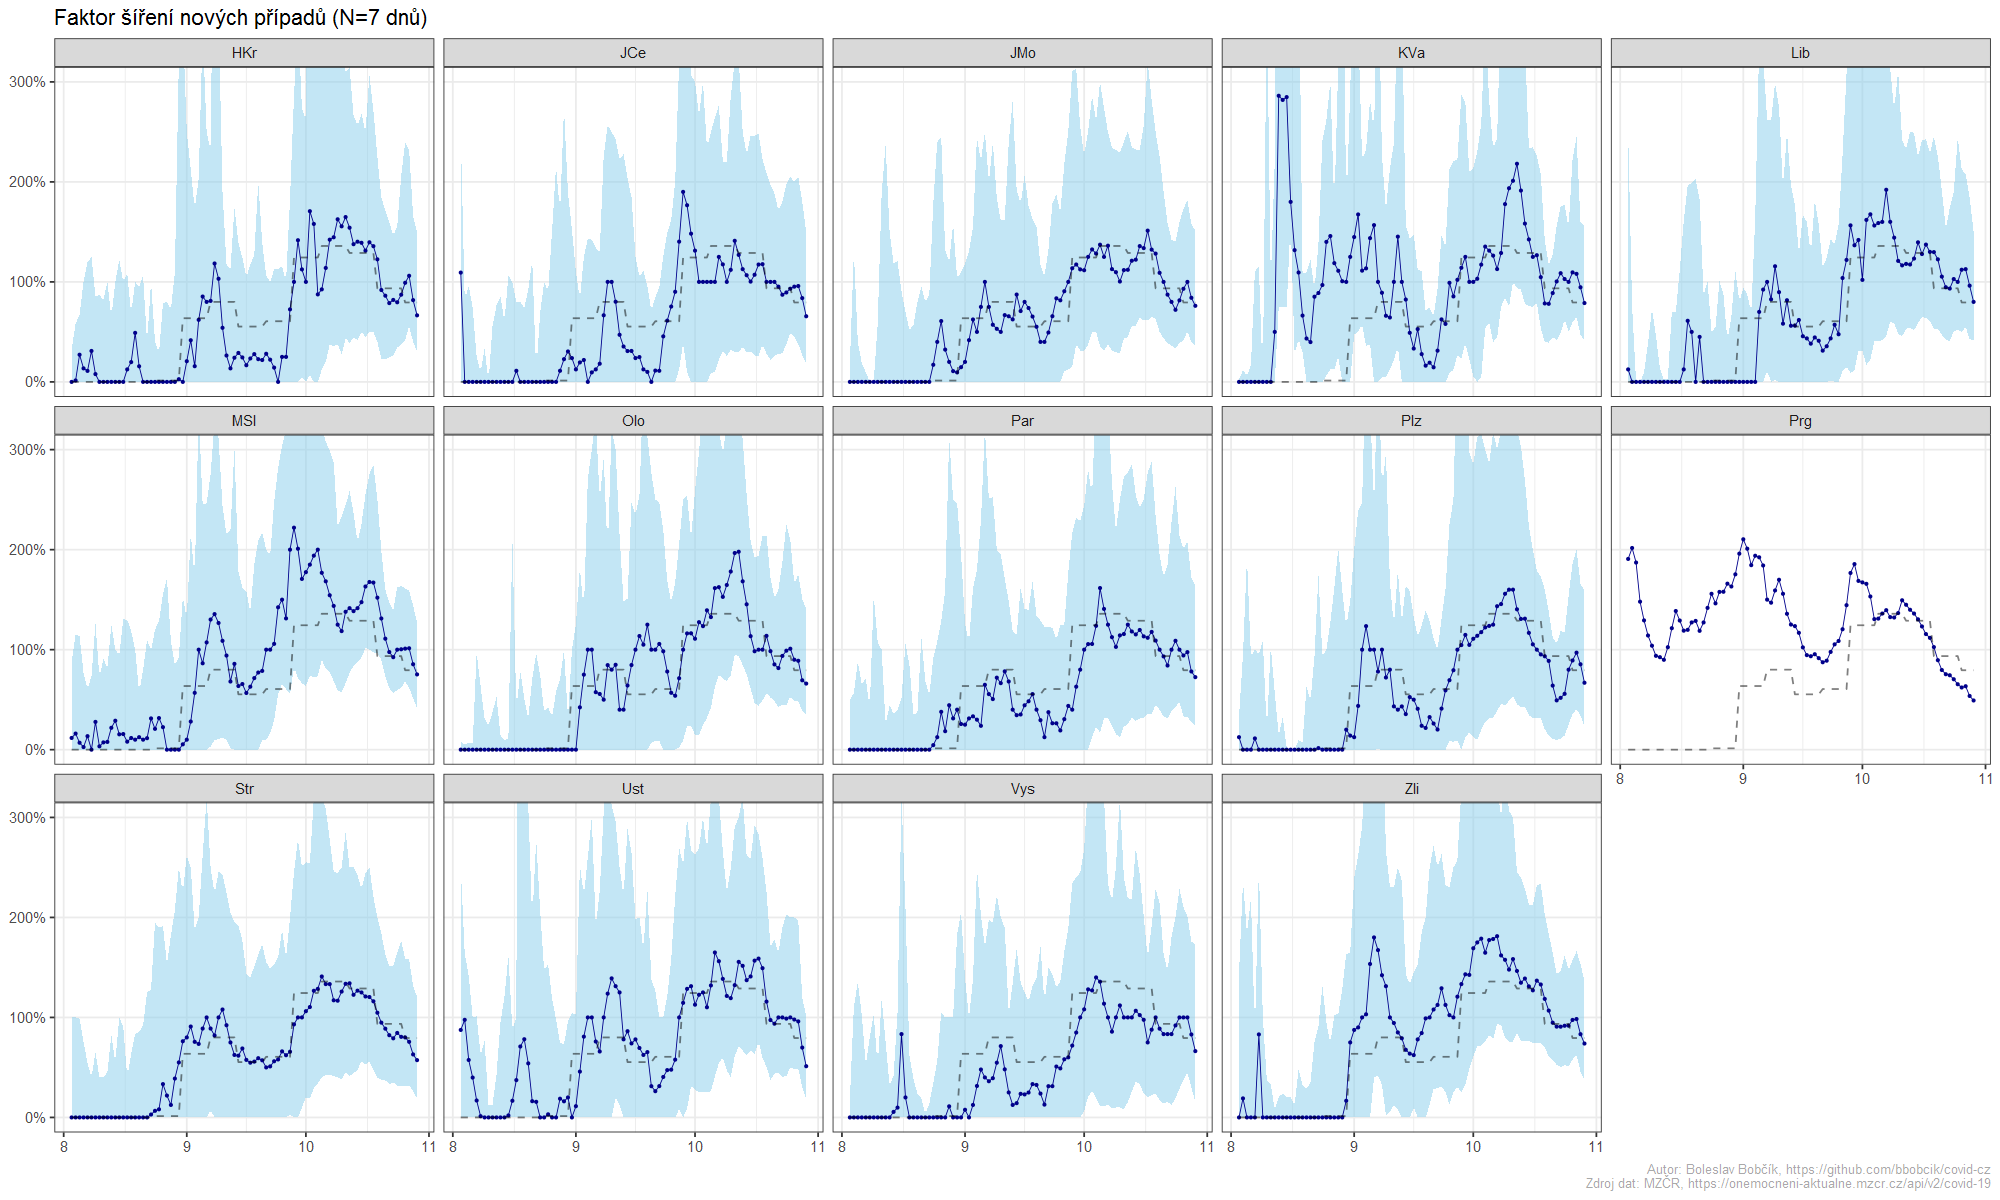 Faktor šíření nových případů (N=7 dnů)
HKr JCe JMo KVa Lib
300%
200%
100%
0%
MSl Olo Par Plz Prg
300%
200%
100%
0%
8 9 10 11
Str Ust Vys Zli
300%
200%
100%
0%
8 9 10 11 8 9 10 11 8 9 10 11 8 9 10 11
Autor: Boleslav Bobčík, https://github.com/bbobcik/covid-cz
Zdroj dat: MZČR, https://onemocneni-aktualne.mzcr.cz/api/v2/covid-19